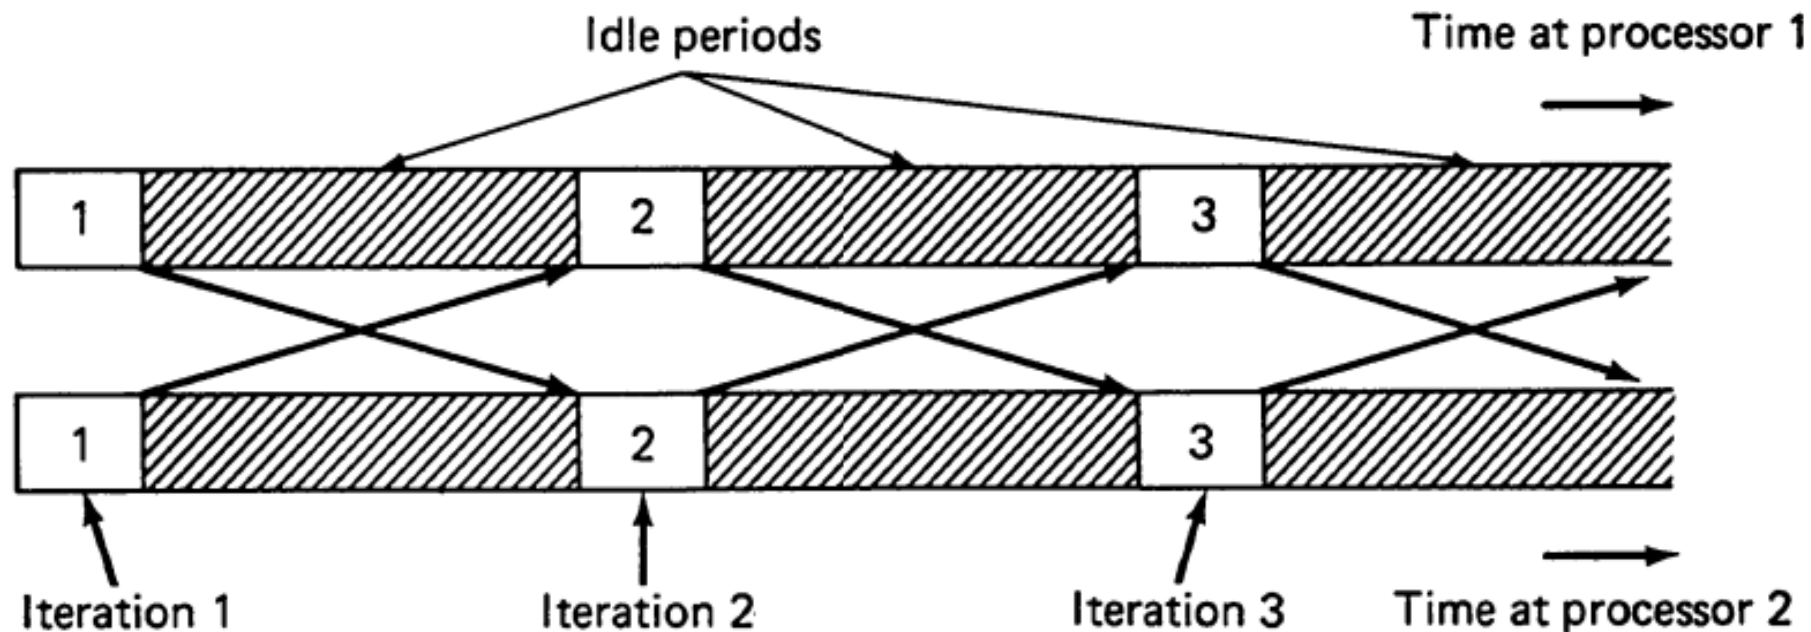 Idle periods
Time at processor 1
1
2
3
1
2
3
Iteration 1
Iteration 2
Iteration 3
Time at processor 2